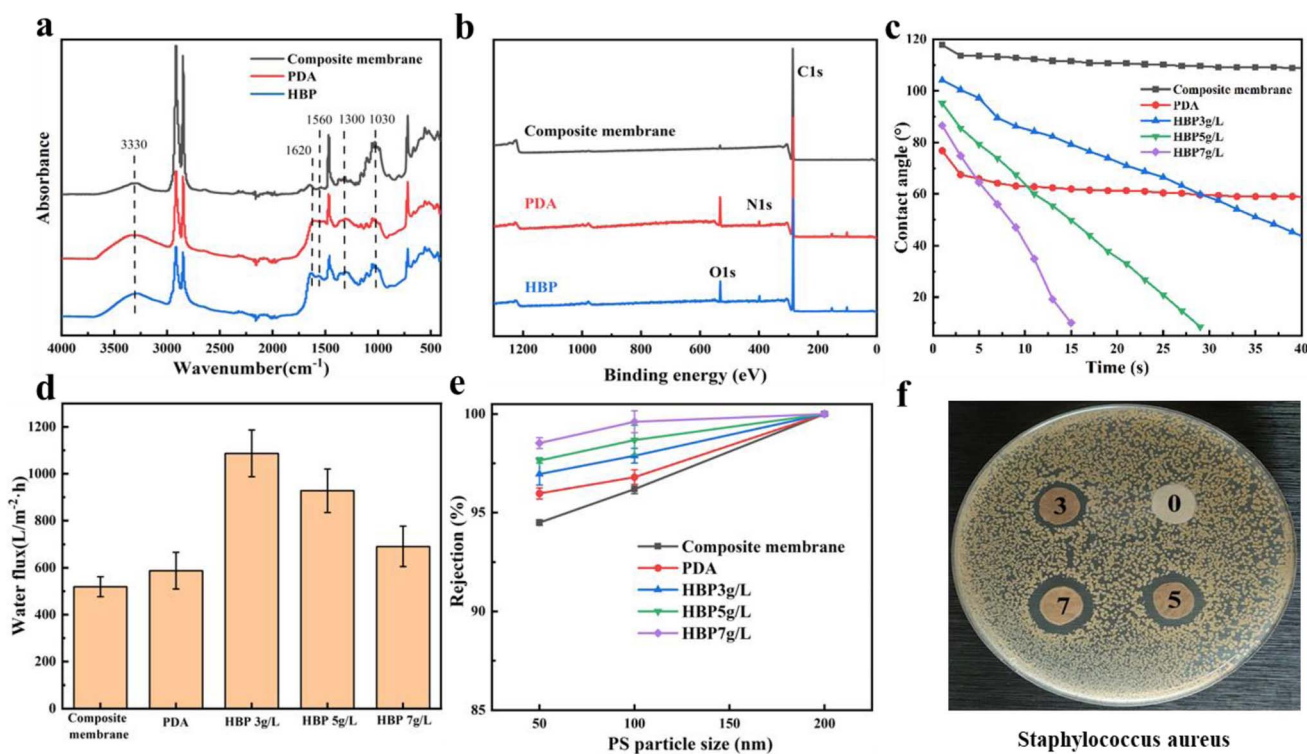 a
Composite membrane
PDA
HBP
3330
1620
1560
1300
1030
Absorbance
4000
3000
2000
1000
Wavenumber(cm⁻¹)
b
C1s
Composite membrane
PDA
N1s
O1s
HBP
1200
1000
800
600
400
200
0
Binding energy (eV)
c
120
100
80
60
40
20
Contact angle (°)
Composite membrane
PDA
HBP3g/L
HBP5g/L
HBP7g/L
0
5
10
15
20
25
30
35
40
Time (s)
d
1200
1000
800
600
400
200
0
Water flux(L/m⁻²·h)
Composite
membrane
PDA
HBP 3g/L
HBP 5g/L
HBP 7g/L
e
100
95
90
85
Rejection (%)
Composite membrane
PDA
HBP3g/L
HBP5g/L
HBP7g/L
50
100
200
PS particle size (nm)
f
3
0
7
5
Staphylococcus aureus